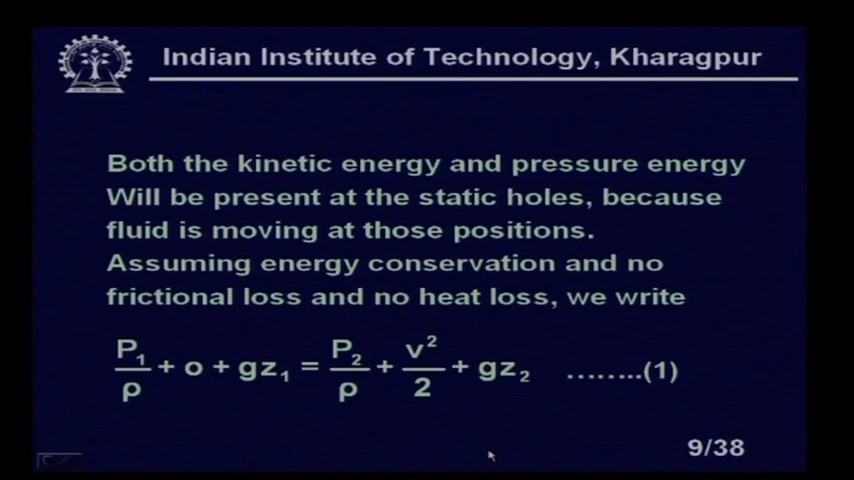 Indian Institute of Technology, Kharagpur
Both the kinetic energy and pressure energy
Will be present at the static holes, because
fluid is moving at those positions.
Assuming energy conservation and no
frictional loss and no heat loss, we write
P₁/ρ + o + gz₁ = P₂/ρ + v²/2 + gz₂ ........(1)
9/38